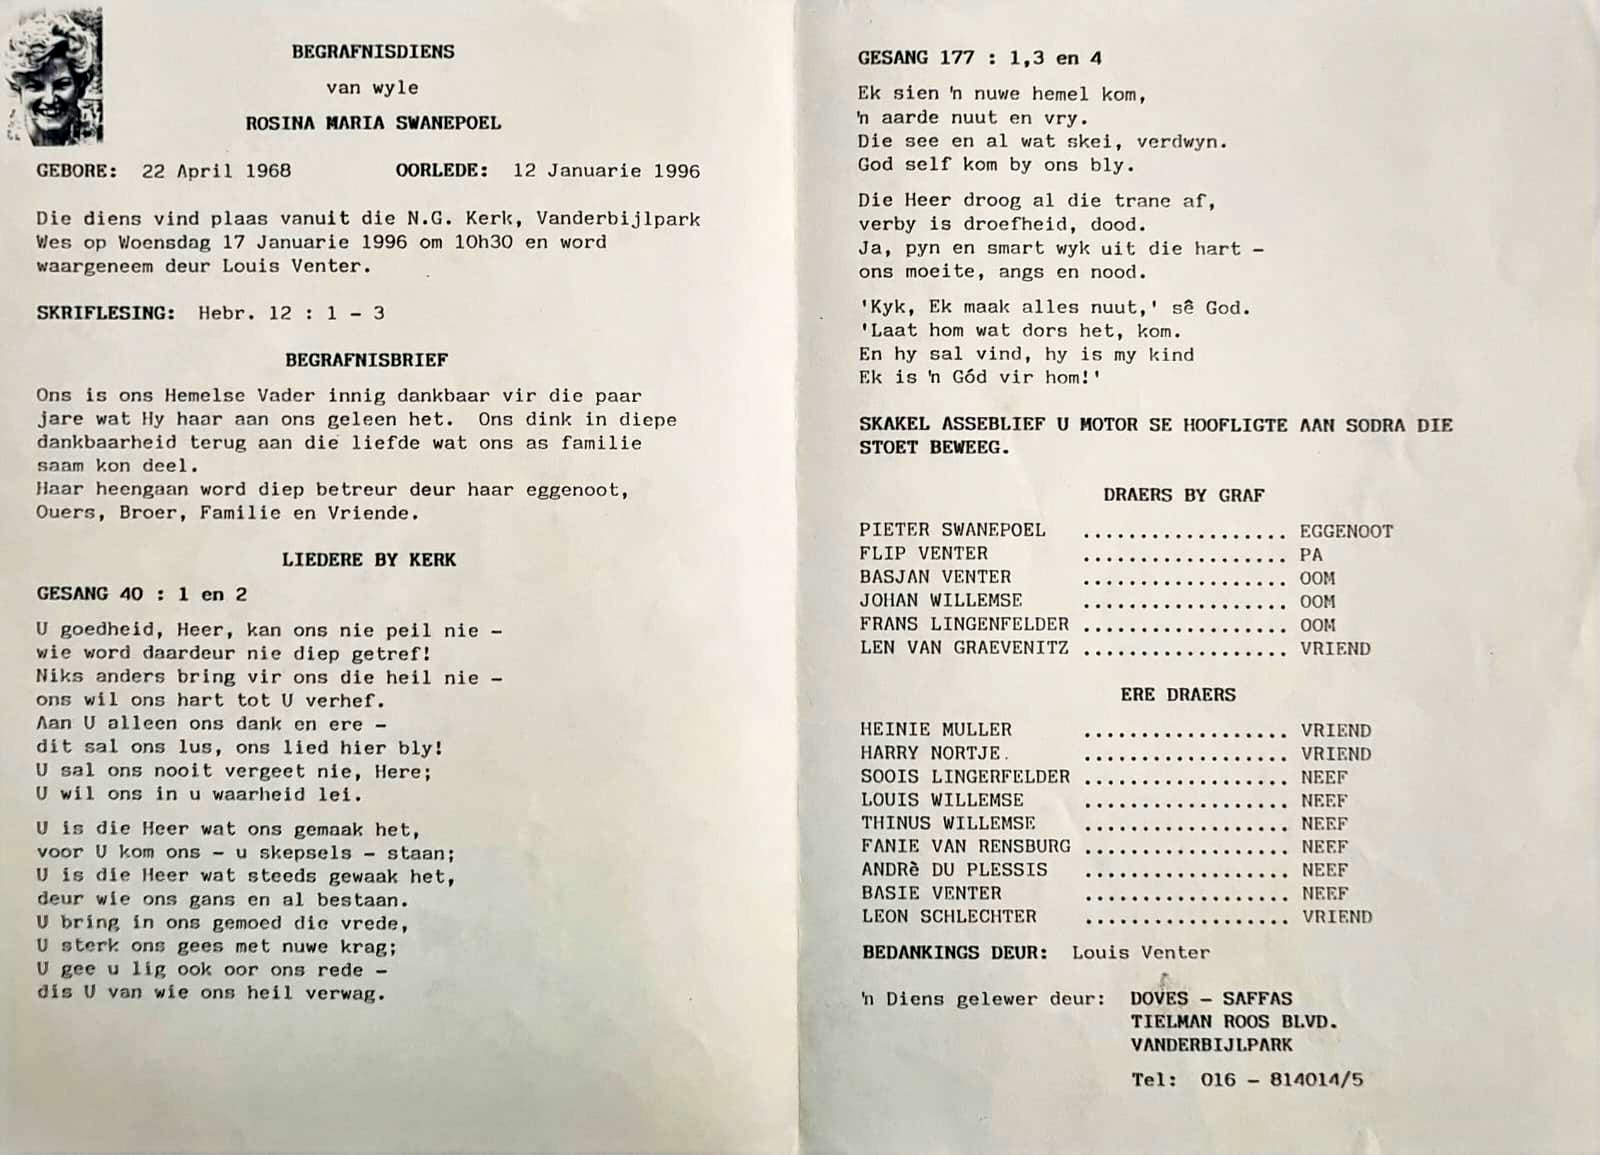 BEGRAFNISDIENS
van wyle
ROSINA MARIA SWANEPOEL
GEBORE: 22 April 1968 OORLEDE: 12 Januarie 1996
Die diens vind plaas vanuit die N.G. Kerk, Vanderbijlpark
Wes op Woensdag 17 Januarie 1996 om 10h30 en word
waargeneem deur Louis Venter.
SKRIFLESING: Hebr. 12 : 1 - 3
BEGRAFNISBRIEF
Ons is ons Hemelse Vader innig dankbaar vir die paar
jare wat Hy haar aan ons geleen het. Ons dink in diepe
dankbaarheid terug aan die liefde wat ons as familie
saam kon deel.
Haar heengaan word diep betreur deur haar eggenoot,
Ouers, Broer, Familie en Vriende.
LIEDERE BY KERK
GESANG 40 : 1 en 2
U goedheid, Heer, kan ons nie peil nie -
wie word daardeur nie diep getref!
Niks anders bring vir ons die heil nie -
ons wil ons hart tot U verhef.
Aan U alleen ons dank en ere -
dit sal ons lus, ons lied hier bly!
U sal ons nooit vergeet nie, Here;
U wil ons in u waarheid lei.
U is die Heer wat ons gemaak het,
voor U kom ons - u skepsels - staan;
U is die Heer wat steeds gewaak het,
deur wie ons gans en al bestaan.
U bring in ons gemoed die vrede,
U sterk ons gees met nuwe krag;
U gee u lig ook oor ons rede -
dis U van wie ons heil verwag.
GESANG 177 : 1,3 en 4
Ek sien 'n nuwe hemel kom,
'n aarde nuut en vry.
Die see en al wat skei, verdwyn.
God self kom by ons bly.
Die Heer droog al die trane af,
verby is droefheid, dood.
Ja, pyn en smart wyk uit die hart -
ons moeite, angs en nood.
'Kyk, Ek maak alles nuut,' sê God.
'Laat hom wat dors het, kom.
En hy sal vind, hy is my kind
Ek is 'n Gód vir hom!'
SKAKEL ASSEBLIEF U MOTOR SE HOOFLIGTE AAN SODRA DIE
STOET BEWEEG.
DRAERS BY GRAF
PIETER SWANEPOEL .................. EGGENOOT
FLIP VENTER .................. PA
BASJAN VENTER .................. OOM
JOHAN WILLEMSE .................. OOM
FRANS LINGENFELDER .................. OOM
LEN VAN GRAEVENITZ .................. VRIEND
ERE DRAERS
HEINIE MULLER .................. VRIEND
HARRY NORTJE. .................. VRIEND
SOOIS LINGERFELDER .................. NEEF
LOUIS WILLEMSE .................. NEEF
THINUS WILLEMSE .................. NEEF
FANIE VAN RENSBURG .................. NEEF
ANDRè DU PLESSIS .................. NEEF
BASIE VENTER .................. NEEF
LEON SCHLECHTER .................. VRIEND
BEDANKINGS DEUR: Louis Venter
'n Diens gelewer deur: DOVES - SAFFAS
TIELMAN ROOS BLVD.
VANDERBIJLPARK
Tel: 016 - 814014/5